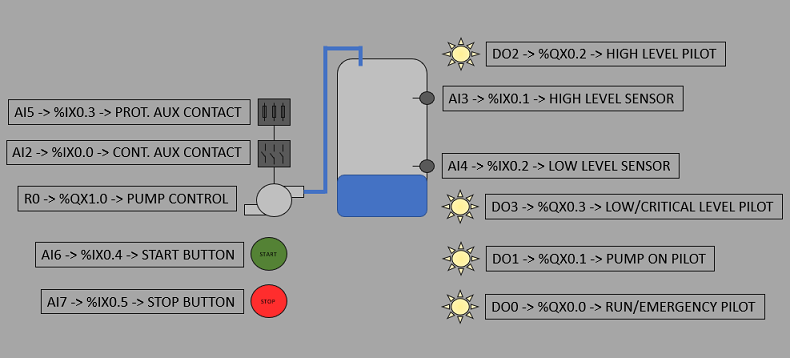 DO2 -> %QX0.2 -> HIGH LEVEL PILOT
AI3 -> %IX0.1 -> HIGH LEVEL SENSOR
AI5 -> %IX0.3 -> PROT. AUX CONTACT
AI2 -> %IX0.0 -> CONT. AUX CONTACT
AI4 -> %IX0.2 -> LOW LEVEL SENSOR
R0 -> %QX1.0 -> PUMP CONTROL
DO3 -> %QX0.3 -> LOW/CRITICAL LEVEL PILOT
AI6 -> %IX0.4 -> START BUTTON
START
DO1 -> %QX0.1 -> PUMP ON PILOT
AI7 -> %IX0.5 -> STOP BUTTON
STOP
DO0 -> %QX0.0 -> RUN/EMERGENCY PILOT